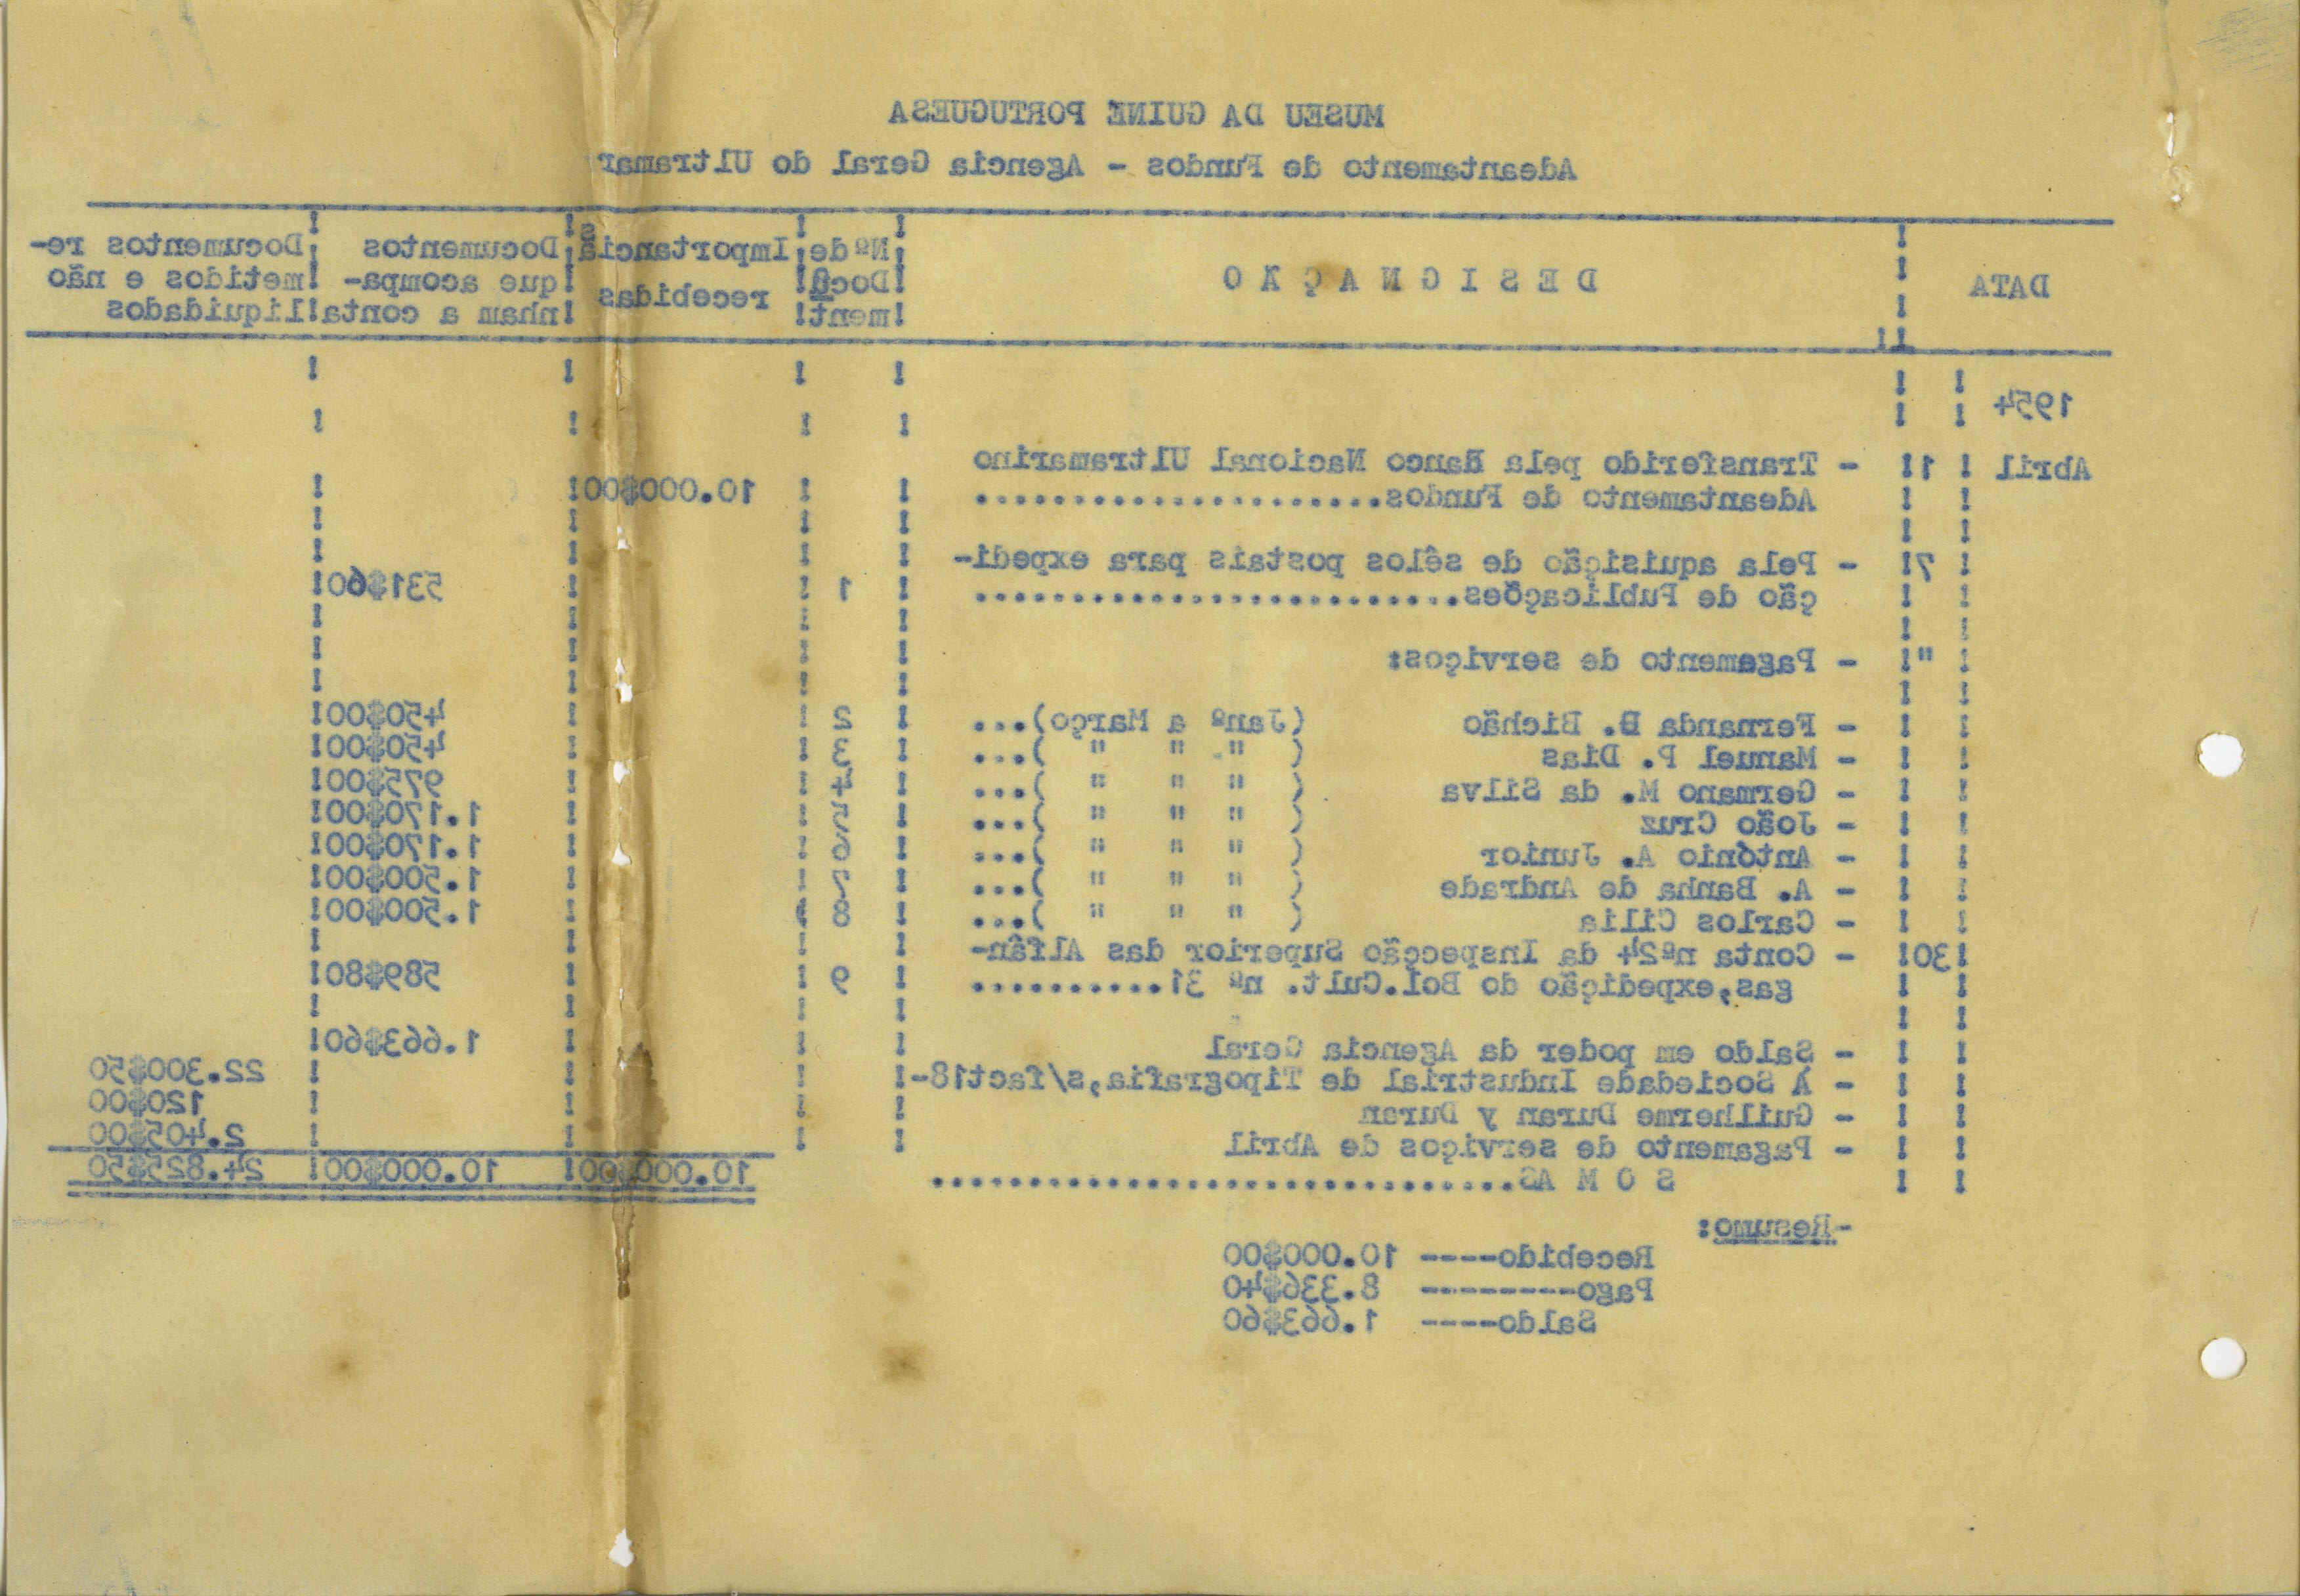 MUSEU DA GUINÉ PORTUGUESA
Adeantamento de Fundos - Agencia Geral do Ultramar
DATA ! D E S I G N A Ç Ã O ! Nº de Docum ent ! Importancias recebidas ! Documentos que acompanham a conta ! Documentos remetidos e não liquidados
1954
Abril ! 1! - Transferido pela Banco Nacional Ultramarino
Adeantamento de Fundos..................... 10.000$00!
! 7! - Pela aquisição de sêlos postais para expedi-
ção de Publicações......................... ! 1 531$60!
! "! - Pagamento de serviços:
- Fernanda B. Bichão (Janº a Março)... ! 2 450$00!
- Manuel P. Dias ( " " " )... ! 3 450$00!
- Germano M. da Silva ( " " " )... ! 4 975$00!
- João Cruz ( " " " )... ! 5 1.170$00!
- António A. Junior ( " " " )... ! 6 1.170$00!
- A. Banha de Andrade ( " " " )... ! 7 1.500$00!
- Carlos Cilia ( " " " )... ! 8 1.500$00!
!30! - Conta nº24 da Inspecção Superior das Alfân-
gas,expedição do Bol.Cult. nº 31.......... ! 9 589$80!
- Saldo em poder da Agencia Geral 1.663$60!
- À Sociedade Industrial de Tipografia,s/fact18-! 22.300$50
- Guilherme Duran y Duran 120$00
- Pagamento de serviços de Abril 2.405$00
S O M AS............................... 10.000$00! 10.000$00! 24.825$50
-Resumo:
Recebido---- 10.000$00
Pago--------- 8.336$40
Saldo---- 1.663$60